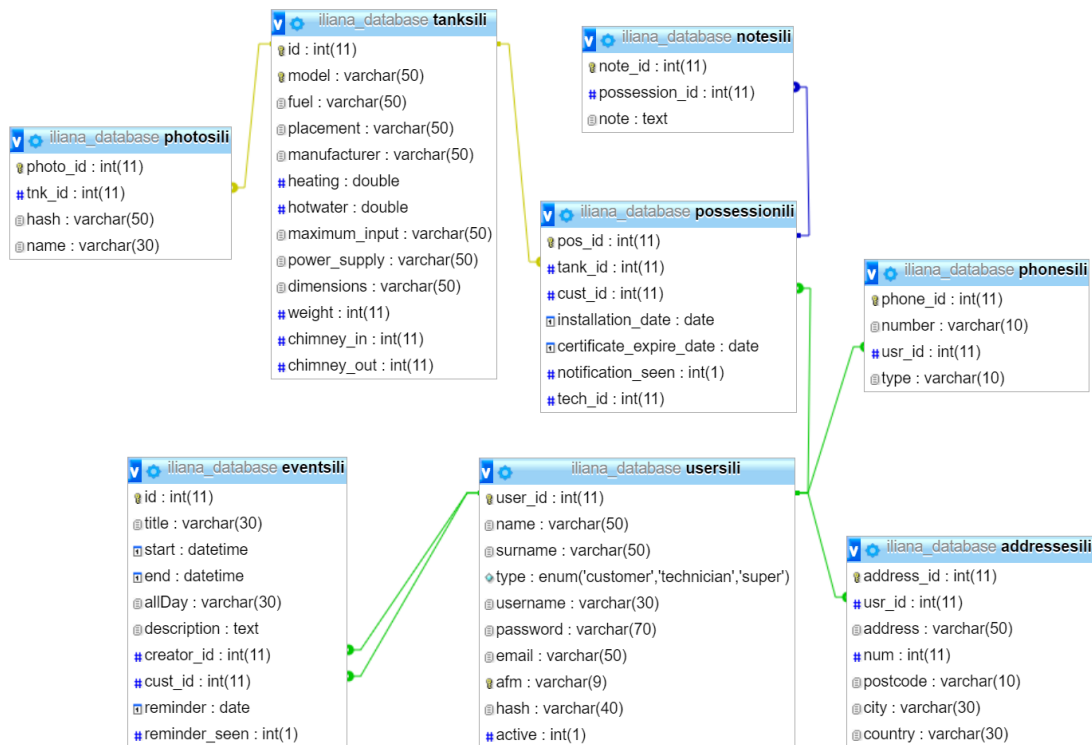 iliana_database tanksili
id : int(11)
model : varchar(50)
fuel : varchar(50)
placement : varchar(50)
manufacturer : varchar(50)
heating : double
hotwater : double
maximum_input : varchar(50)
power_supply : varchar(50)
dimensions : varchar(50)
weight : int(11)
chimney_in : int(11)
chimney_out : int(11)
iliana_database notesili
note_id : int(11)
possession_id : int(11)
note : text
iliana_database photosili
photo_id : int(11)
tnk_id : int(11)
hash : varchar(50)
name : varchar(30)
iliana_database possessionili
pos_id : int(11)
tank_id : int(11)
cust_id : int(11)
installation_date : date
certificate_expire_date : date
notification_seen : int(1)
tech_id : int(11)
iliana_database phonesili
phone_id : int(11)
number : varchar(10)
usr_id : int(11)
type : varchar(10)
iliana_database eventsili
id : int(11)
title : varchar(30)
start : datetime
end : datetime
allDay : varchar(30)
description : text
creator_id : int(11)
cust_id : int(11)
reminder : date
reminder_seen : int(1)
iliana_database usersili
user_id : int(11)
name : varchar(50)
surname : varchar(50)
type : enum('customer','technician','super')
username : varchar(30)
password : varchar(70)
email : varchar(50)
afm : varchar(9)
hash : varchar(40)
active : int(1)
iliana_database addressesili
address_id : int(11)
usr_id : int(11)
address : varchar(50)
num : int(11)
postcode : varchar(10)
city : varchar(30)
country : varchar(30)